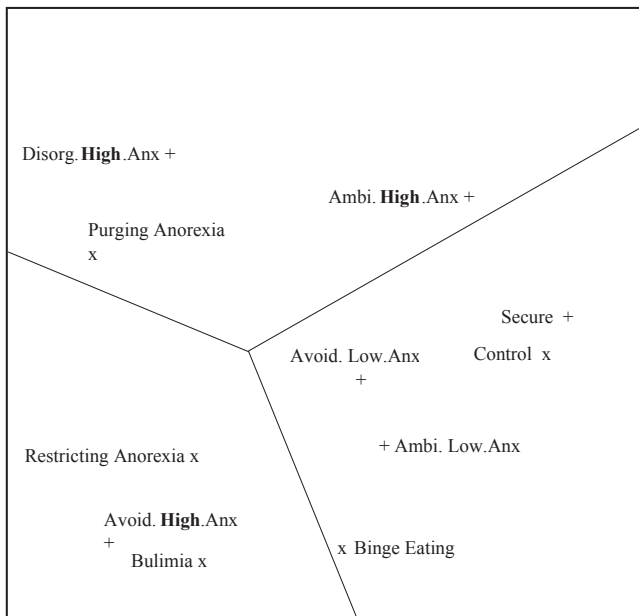 Disorg. High .Anx +
Ambi. High .Anx +
Purging Anorexia
x
Secure +
Avoid. Low.Anx
+
Control x
+ Ambi. Low.Anx
Restricting Anorexia x
Avoid. High .Anx
+
Bulimia x
x Binge Eating